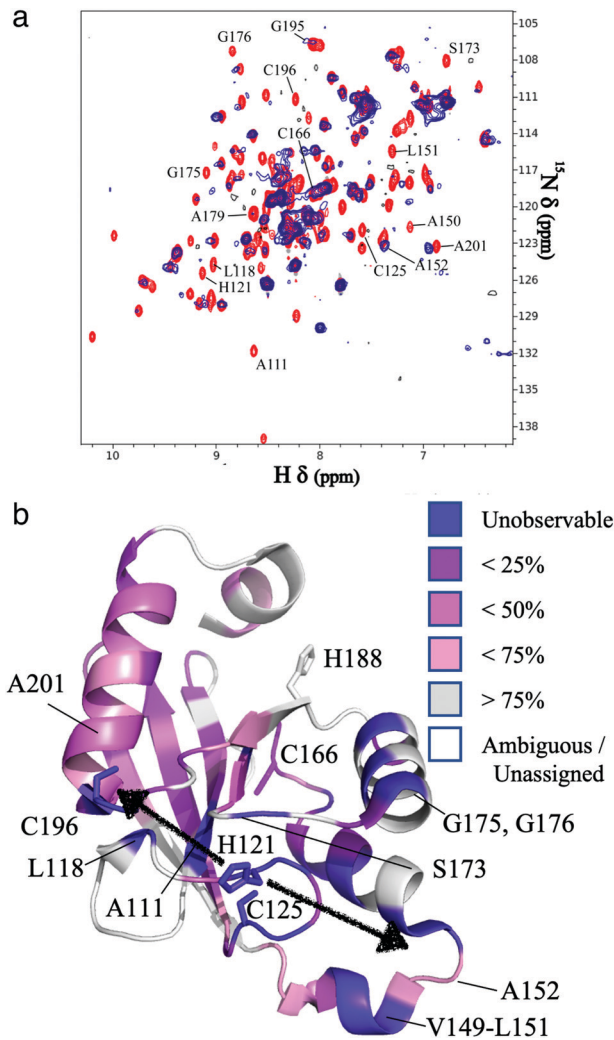 a
G176
G195
S173
C196
C166
L151
G175
A179
A150
A201
C125
A152
L118
H121
A111
105
108
111
114
117
120
123
126
129
132
135
138
15N δ (ppm)
10
9
8
7
H δ (ppm)
b
Unobservable
< 25%
< 50%
< 75%
> 75%
Ambiguous /
Unassigned
H188
A201
C166
C196
G175, G176
L118
H121
S173
A111
C125
A152
V149-L151